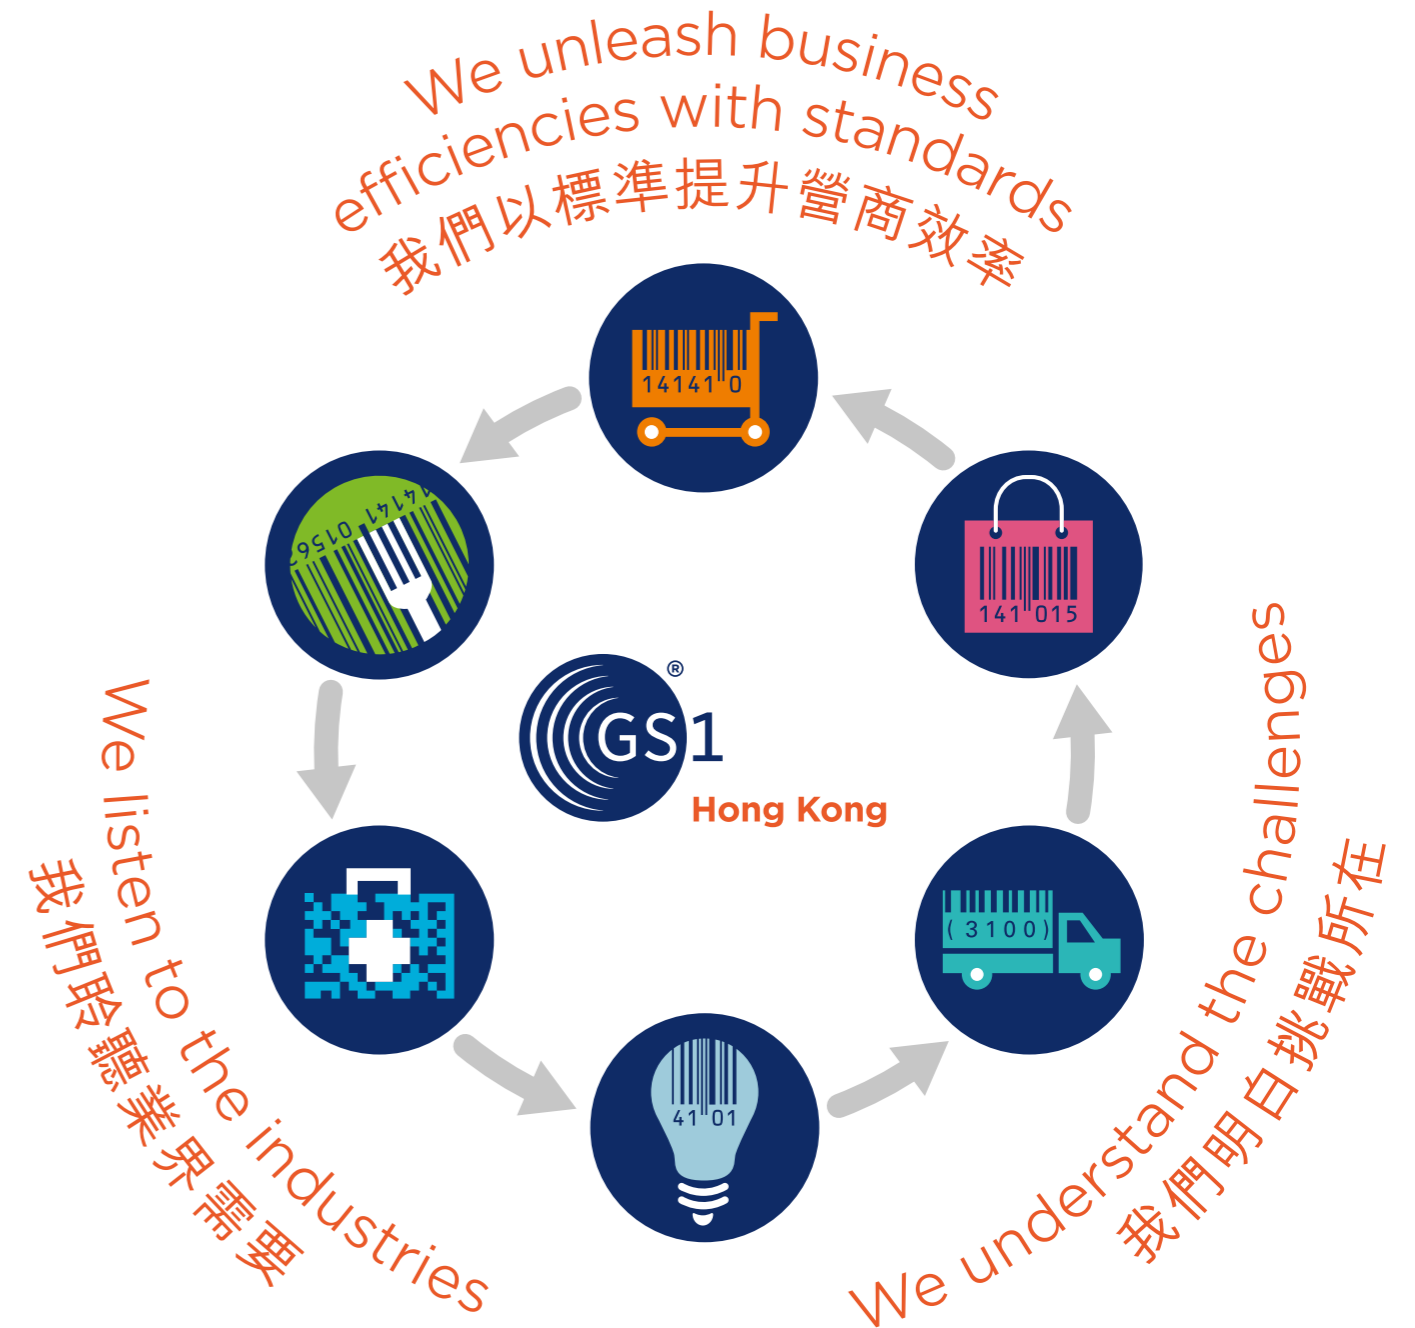 We unleash business
efficiencies with standards
我們以標準提升營商效率
14141 0
14141 0156
141 015
GS1®
Hong Kong
We listen to the industries
我們聆聽業界需要
(3100)
41 01
We understand the challenges
我們明白挑戰所在